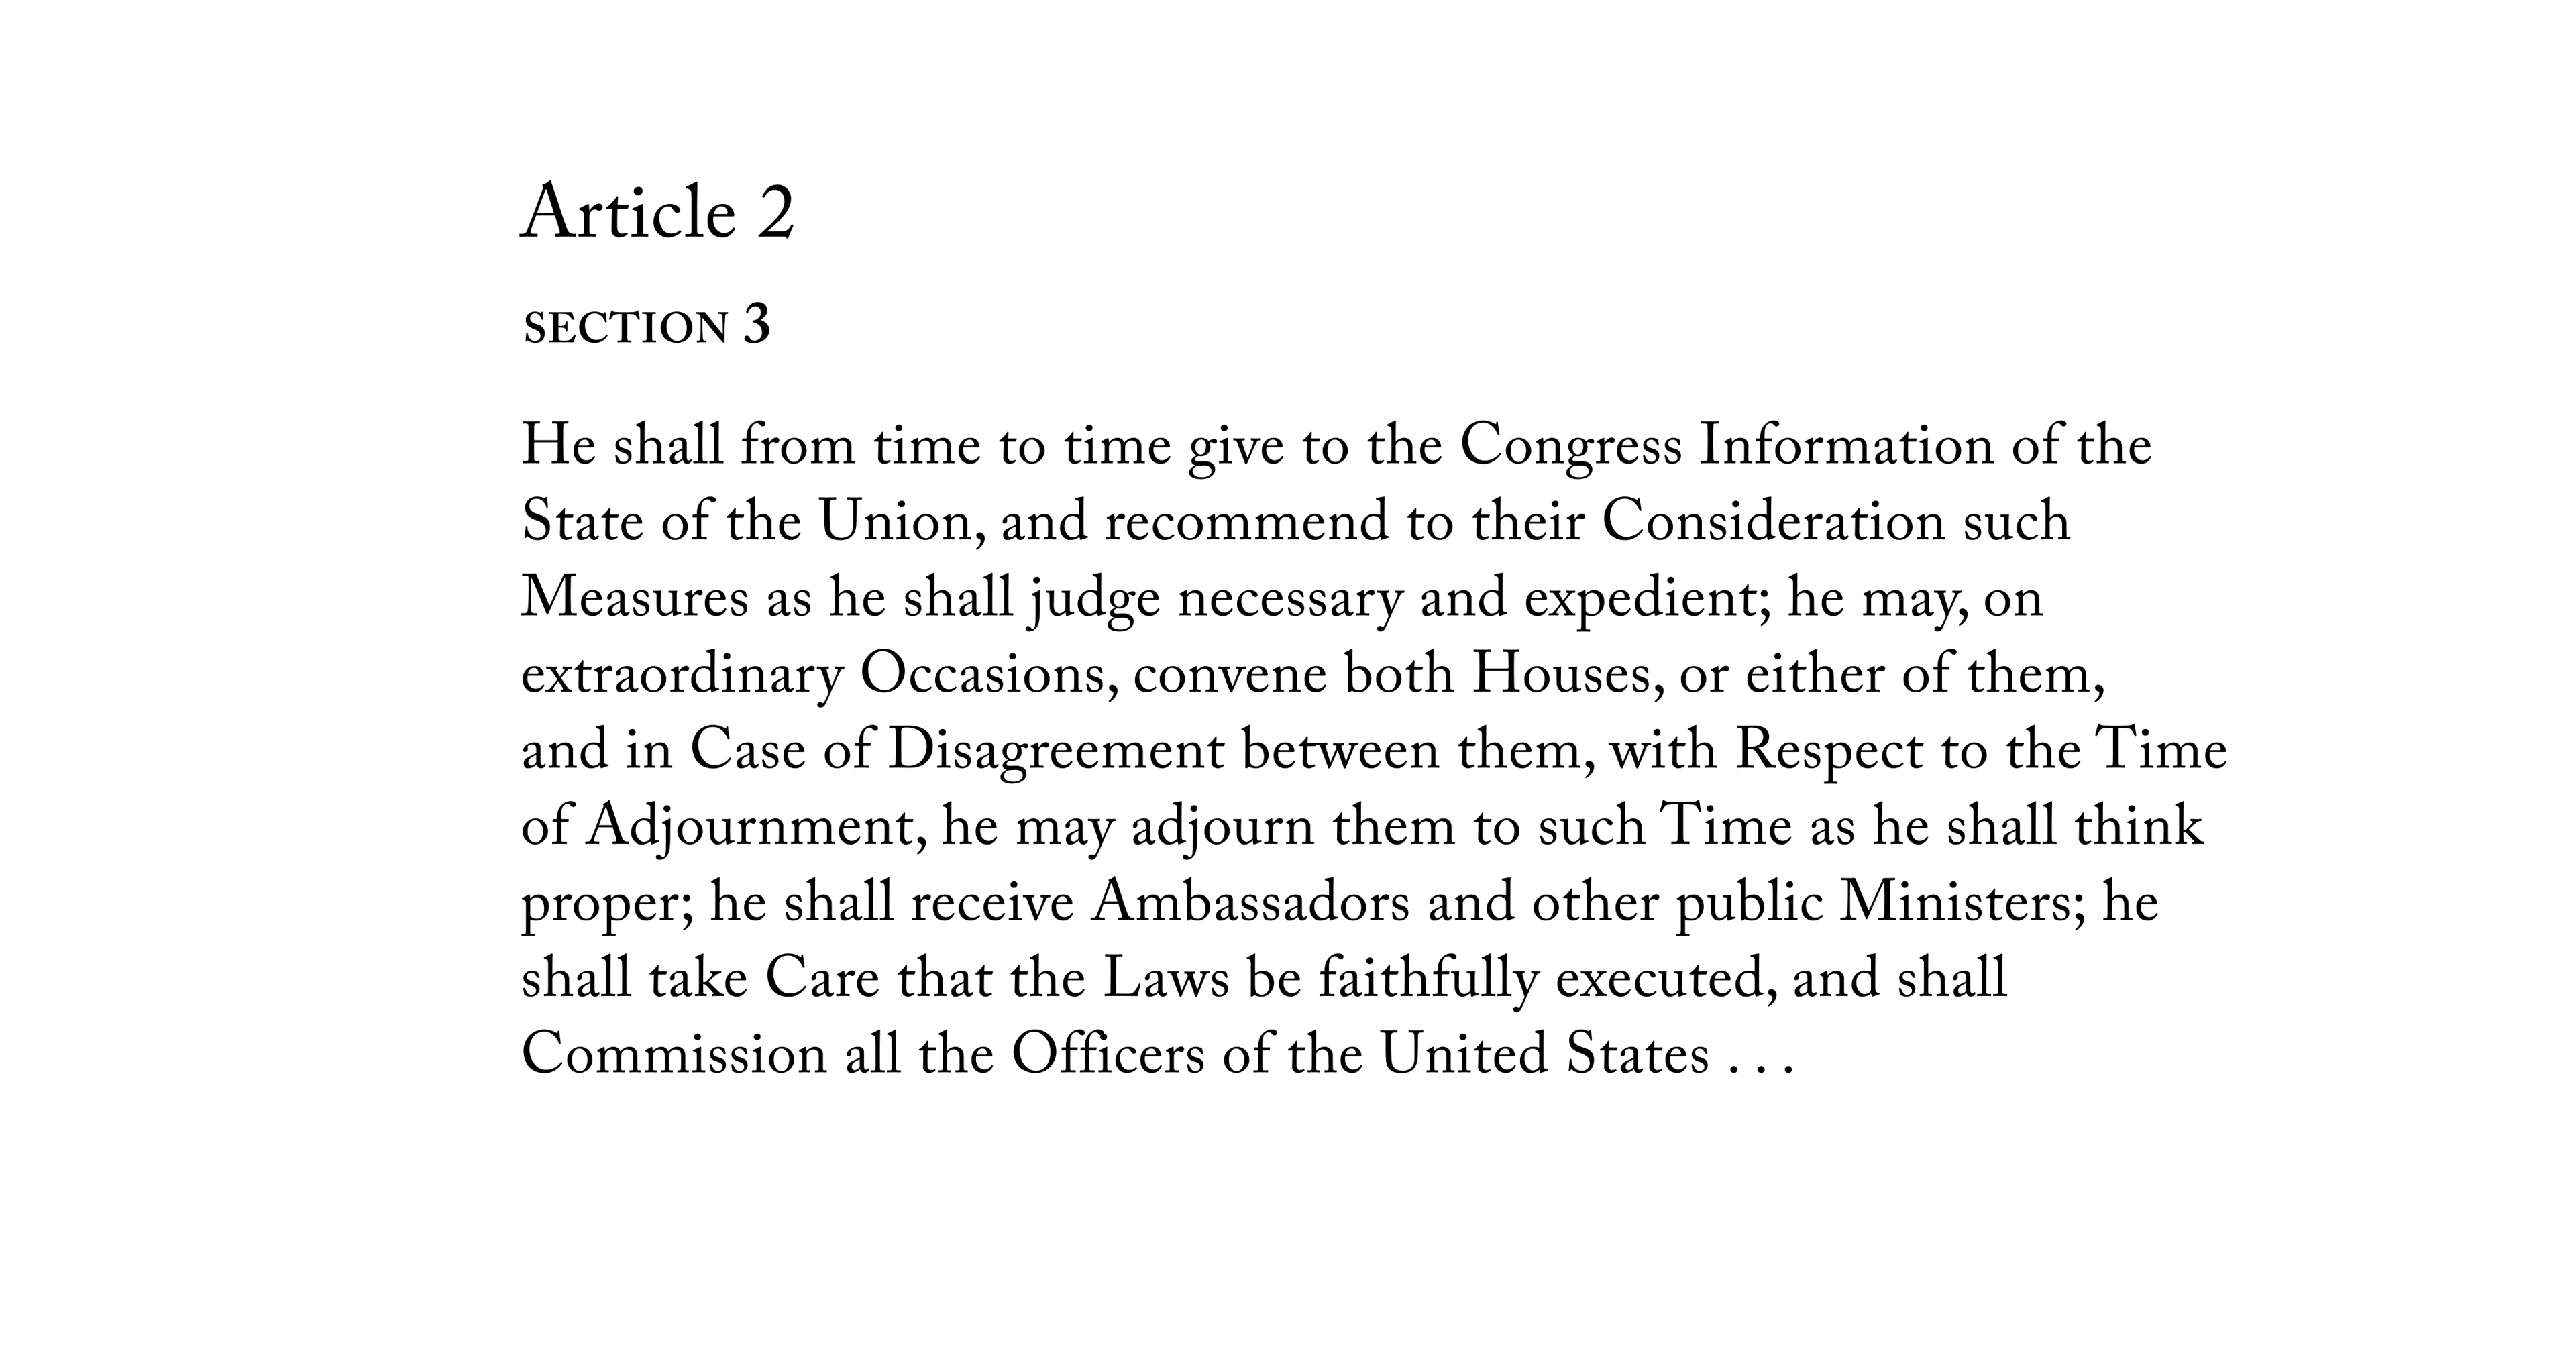 Article 2
SECTION 3
He shall from time to time give to the Congress Information of the
State of the Union, and recommend to their Consideration such
Measures as he shall judge necessary and expedient; he may, on
extraordinary Occasions, convene both Houses, or either of them,
and in Case of Disagreement between them, with Respect to the Time
of Adjournment, he may adjourn them to such Time as he shall think
proper; he shall receive Ambassadors and other public Ministers; he
shall take Care that the Laws be faithfully executed, and shall
Commission all the Officers of the United States . . .